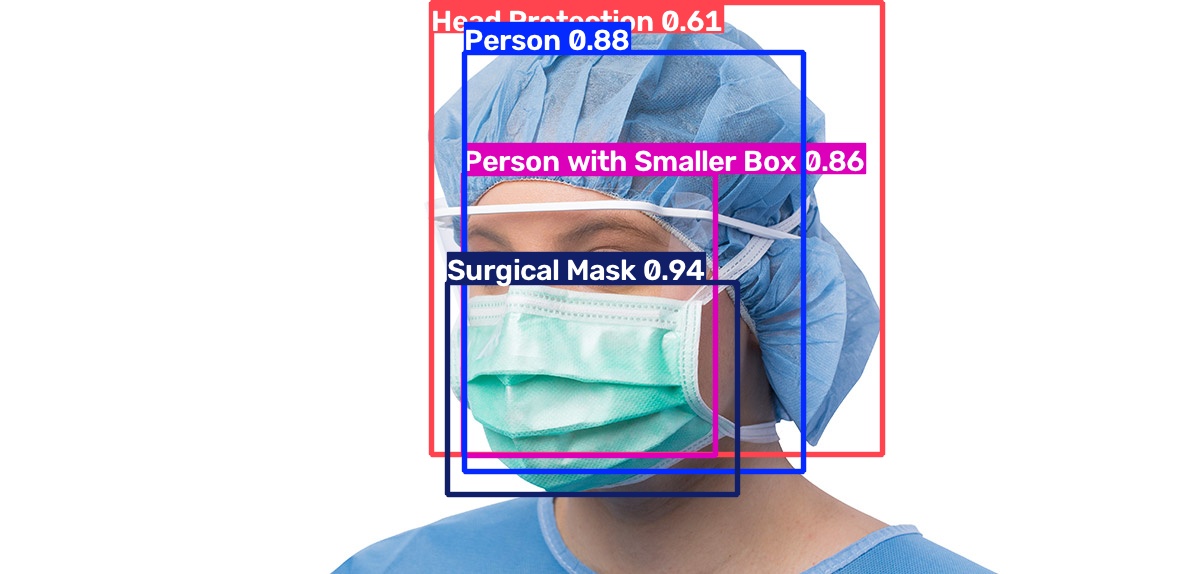 Head Protection 0.61
Person 0.88
Person with Smaller Box 0.86
Surgical Mask 0.94